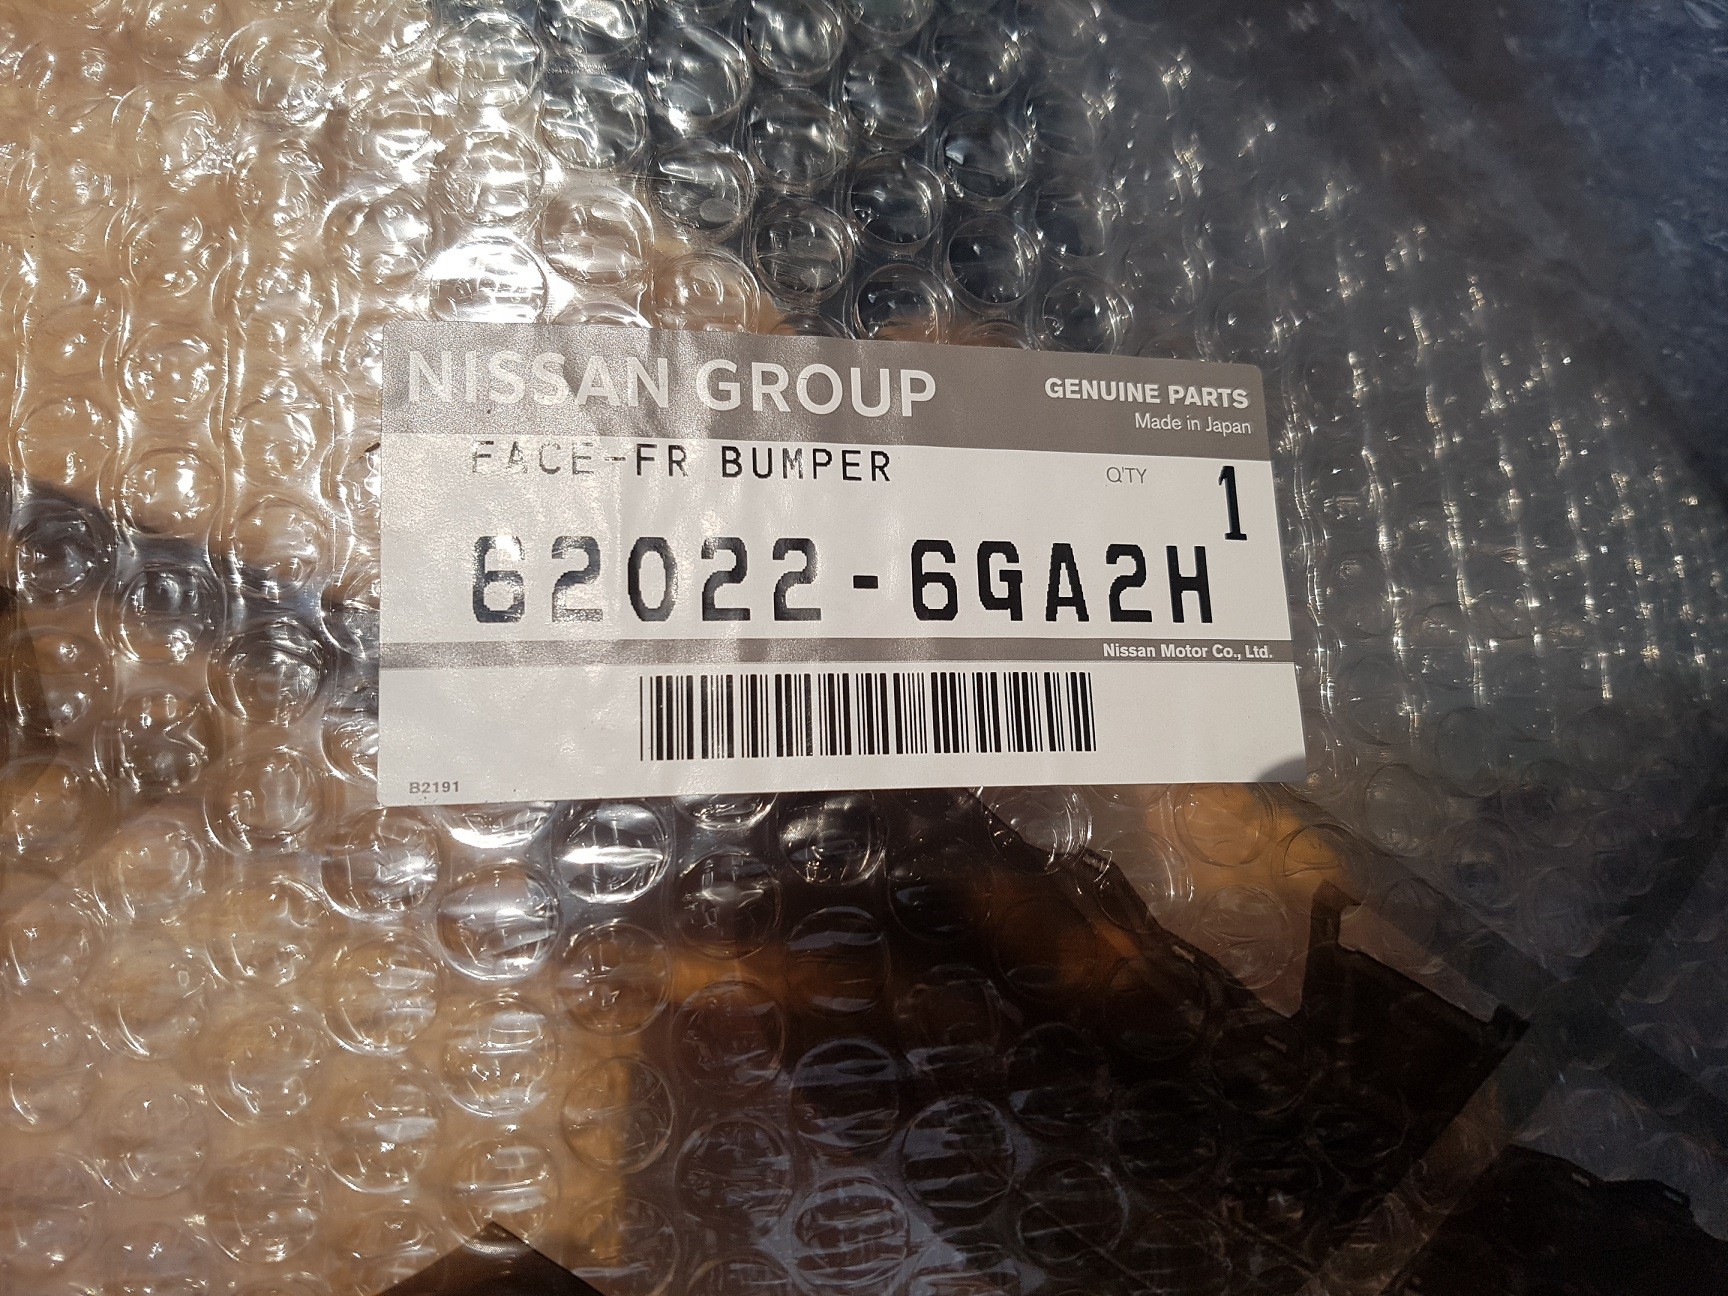 NISSAN GROUP
GENUINE PARTS
Made in Japan
FACE-FR BUMPER
Q'TY 1
62022-6GA2H
Nissan Motor Co., Ltd.
B2191